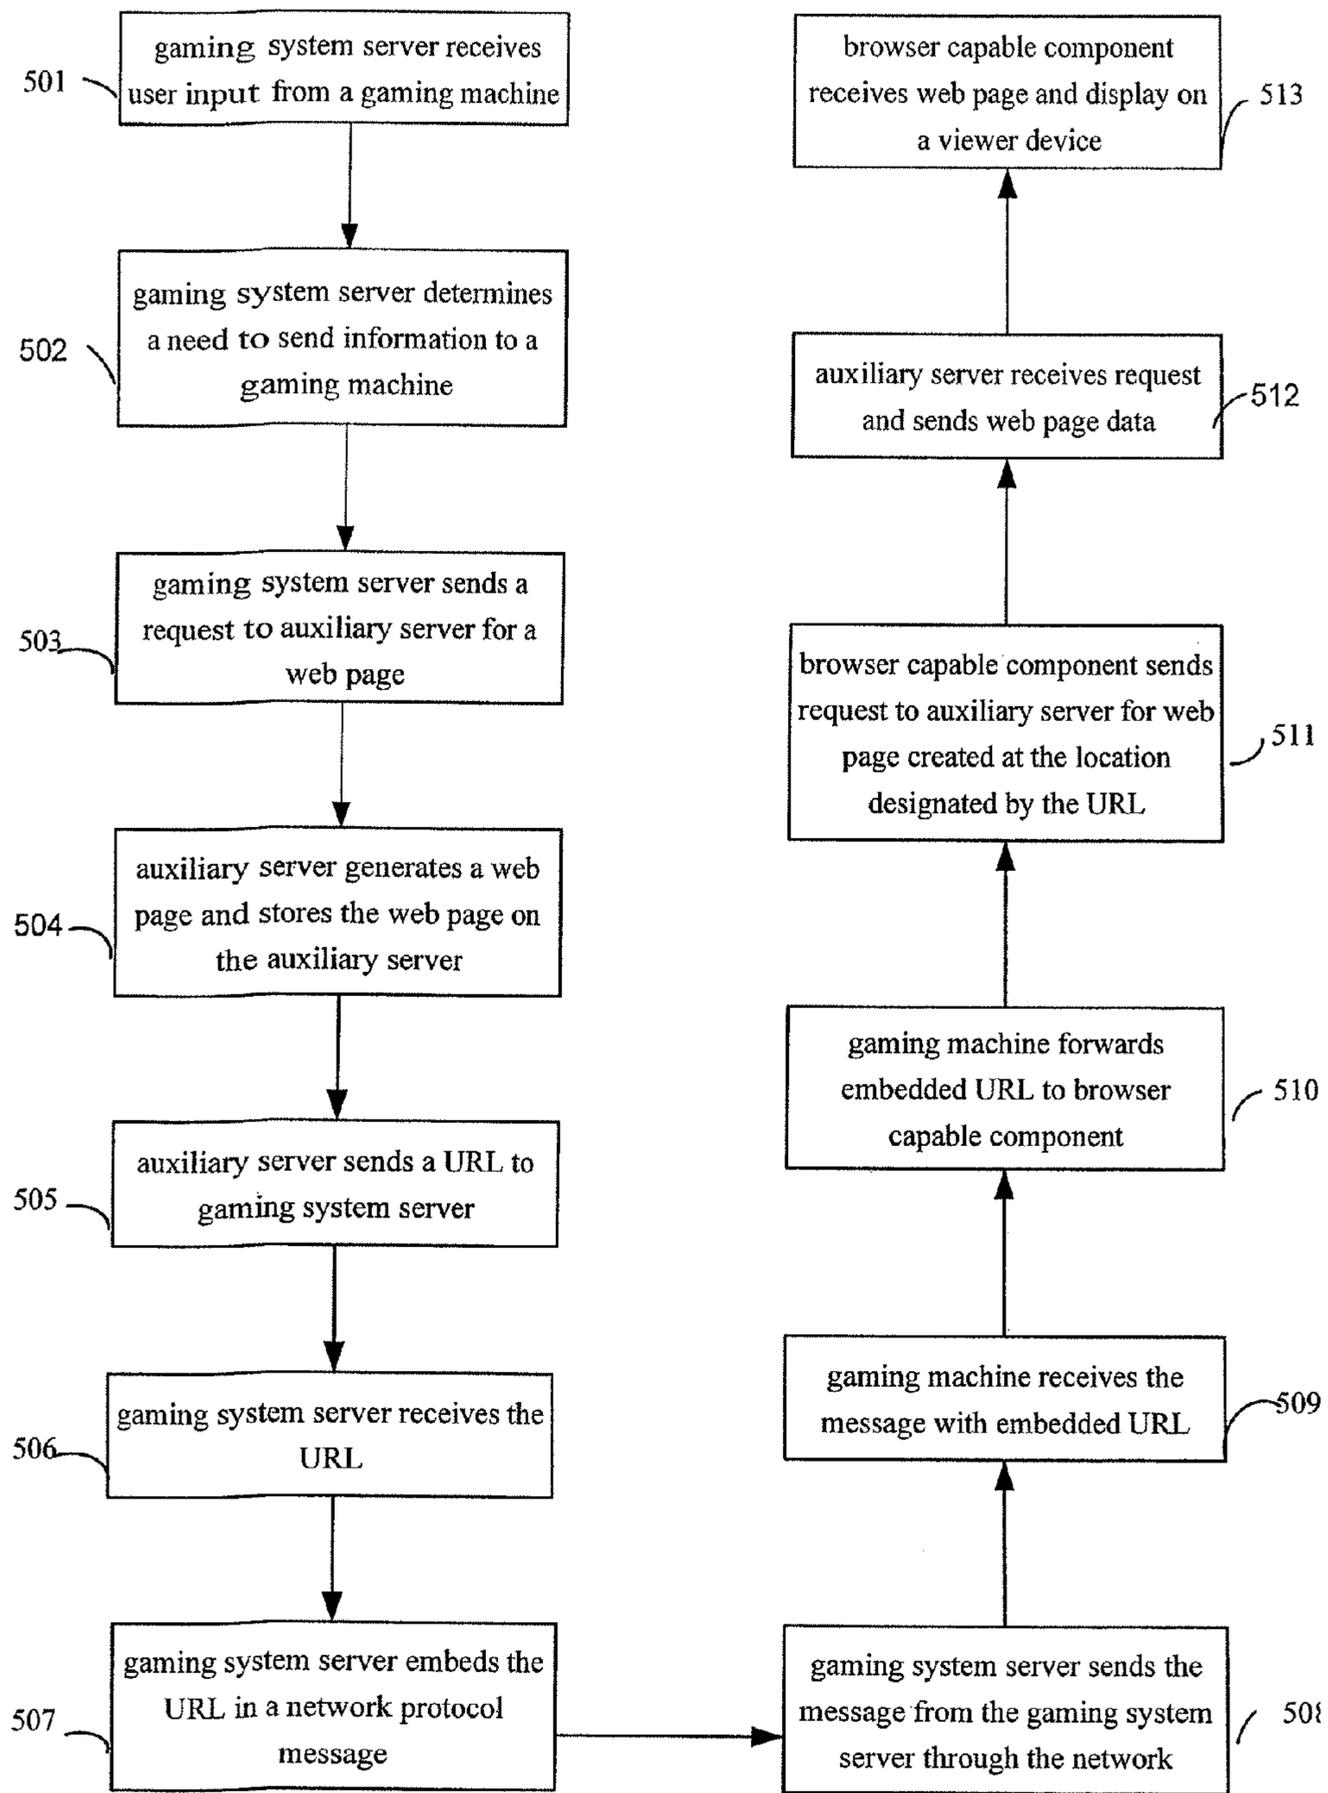 501
gaming system server receives
user input from a gaming machine
502
gaming system server determines
a need to send information to a
gaming machine
503
gaming system server sends a
request to auxiliary server for a
web page
504
auxiliary server generates a web
page and stores the web page on
the auxiliary server
505
auxiliary server sends a URL to
gaming system server
506
gaming system server receives the
URL
507
gaming system server embeds the
URL in a network protocol
message
gaming system server sends the
message from the gaming system
server through the network
508
gaming machine receives the
message with embedded URL
509
gaming machine forwards
embedded URL to browser
capable component
510
browser capable component sends
request to auxiliary server for web
page created at the location
designated by the URL
511
auxiliary server receives request
and sends web page data
512
browser capable component
receives web page and display on
a viewer device
513